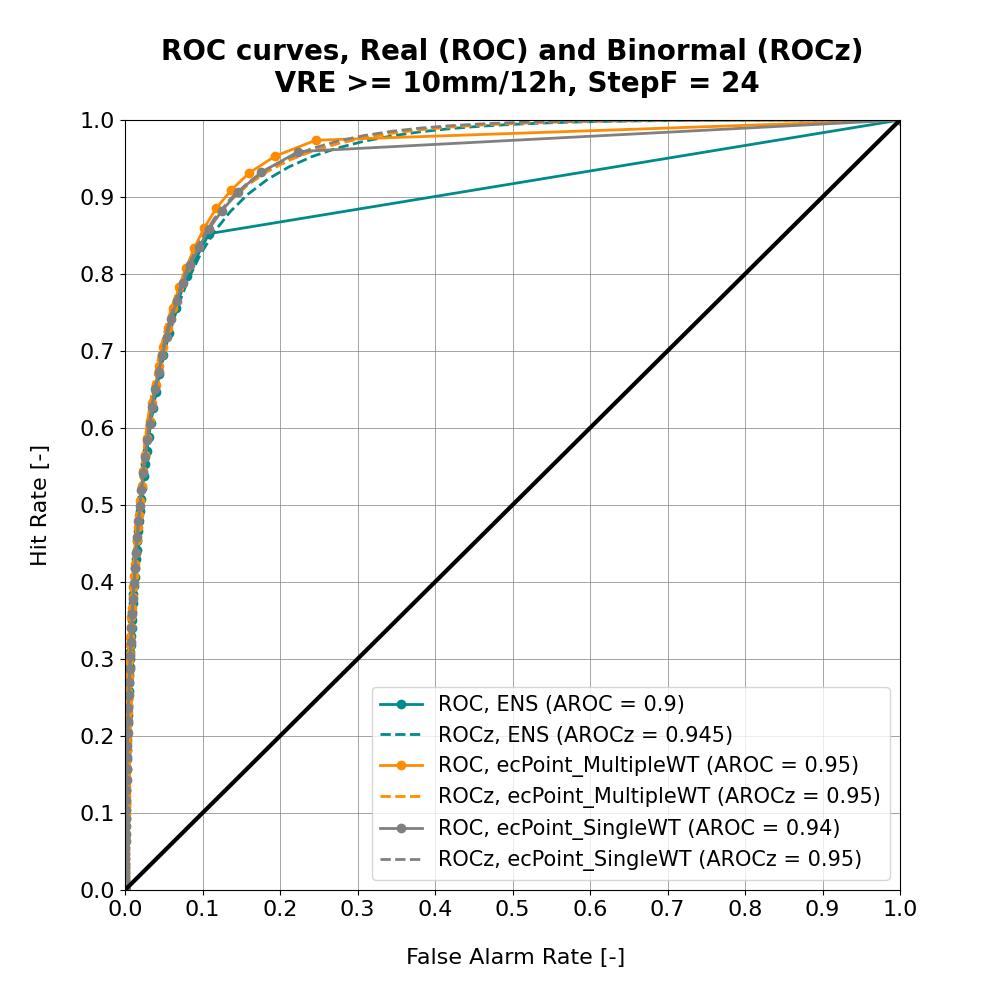 ROC curves, Real (ROC) and Binormal (ROCz)
VRE >= 10mm/12h, StepF = 24
1.0
0.9
0.8
0.7
0.6
0.5
0.4
0.3
0.2
0.1
0.0
Hit Rate [-]
ROC, ENS (AROC = 0.9)
ROCz, ENS (AROCz = 0.945)
ROC, ecPoint_MultipleWT (AROC = 0.95)
ROCz, ecPoint_MultipleWT (AROCz = 0.95)
ROC, ecPoint_SingleWT (AROC = 0.94)
ROCz, ecPoint_SingleWT (AROCz = 0.95)
0.0 0.1 0.2 0.3 0.4 0.5 0.6 0.7 0.8 0.9 1.0
False Alarm Rate [-]